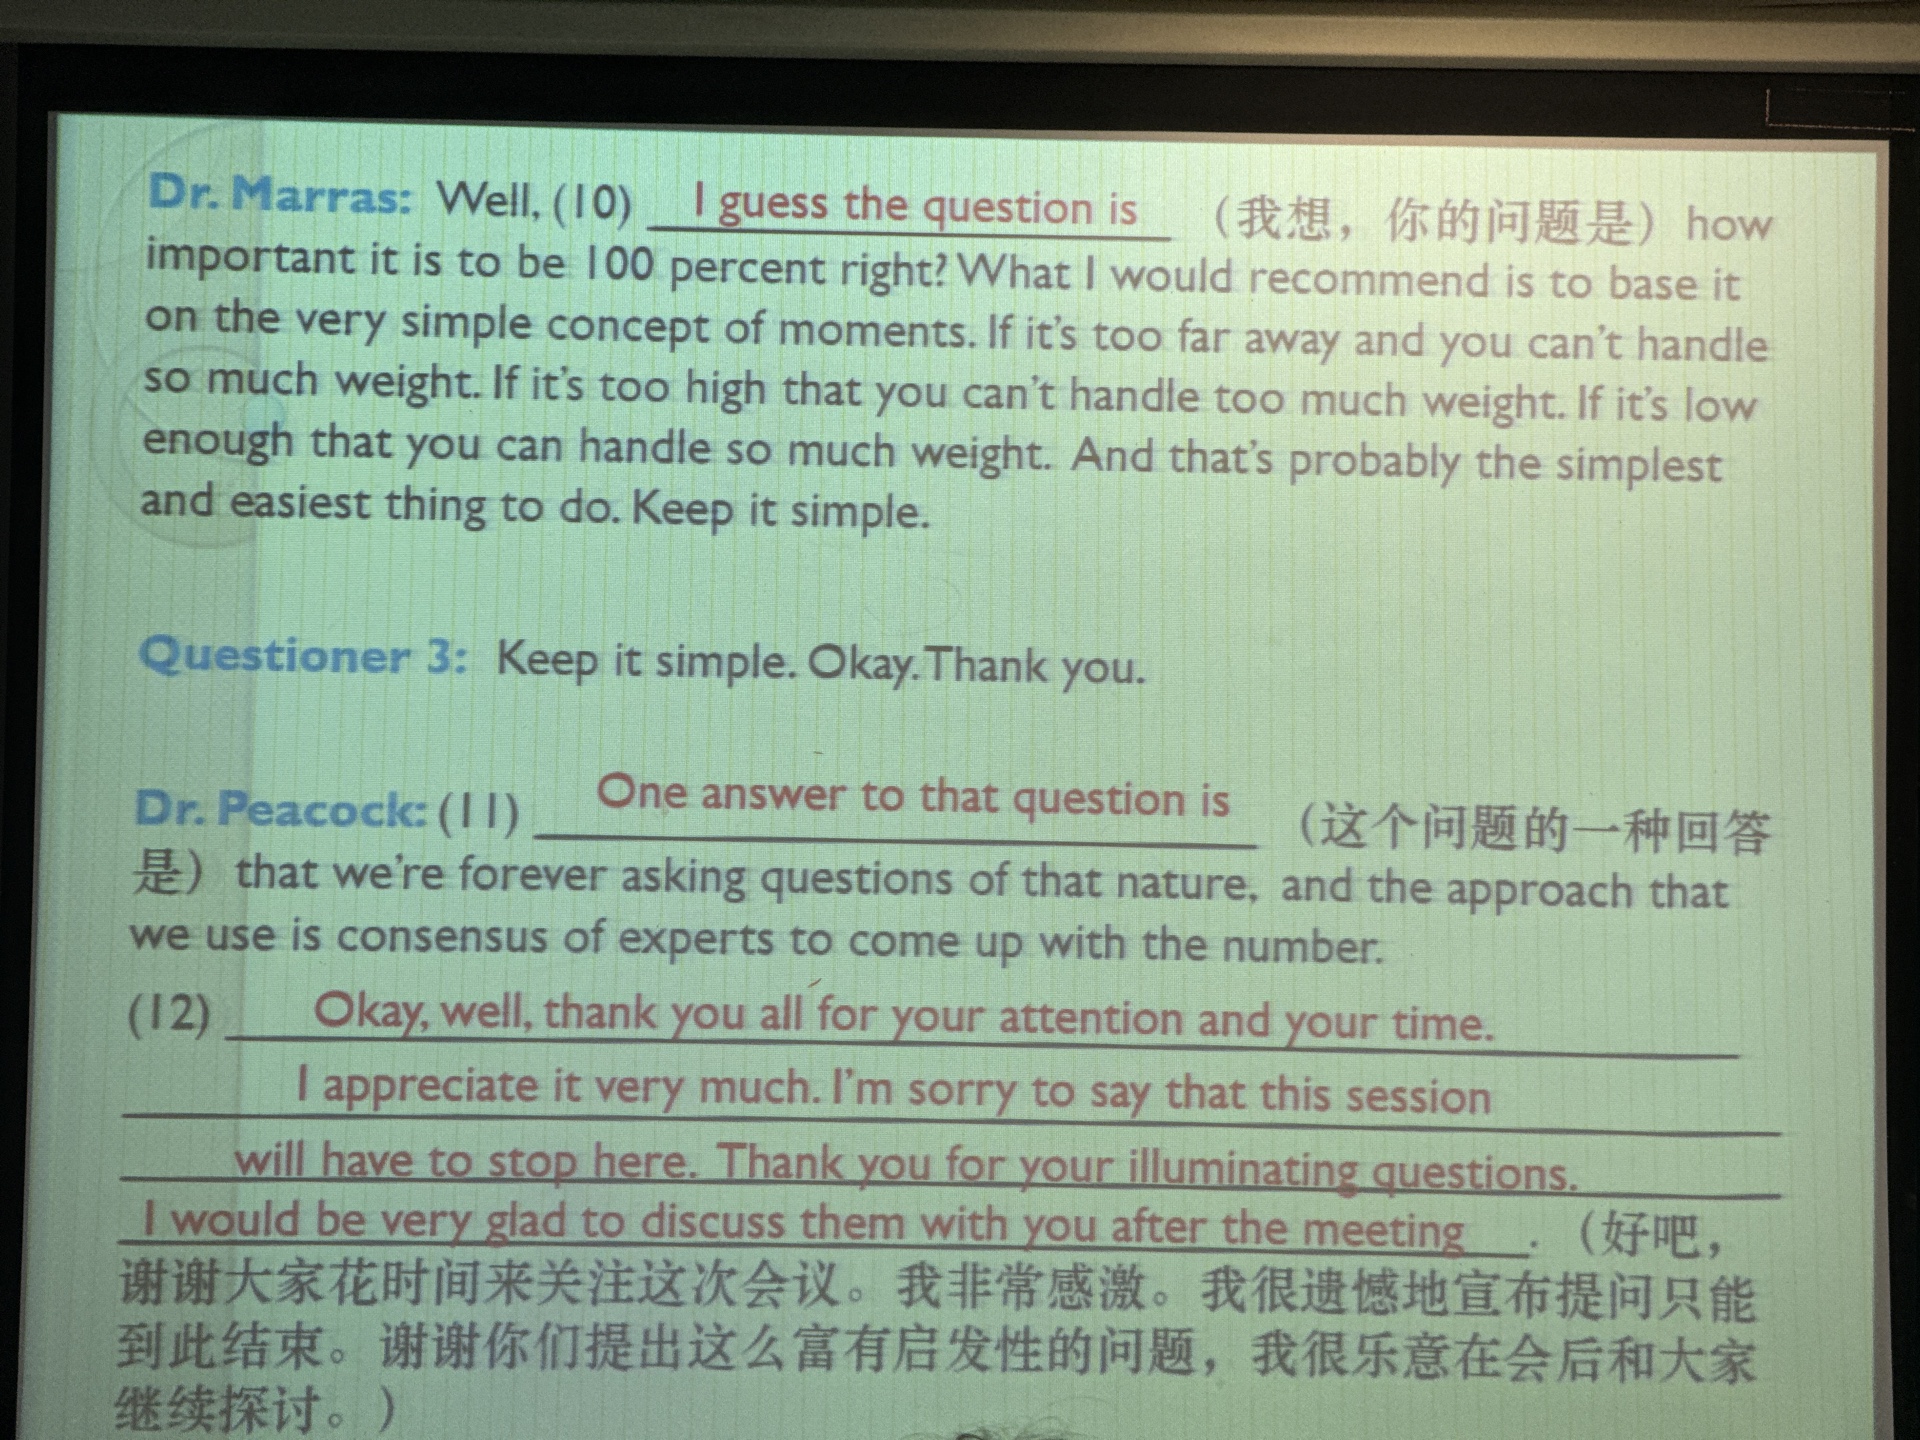 Dr. Marras: Well, (10) I guess the question is （我想，你的问题是）how
important it is to be 100 percent right? What I would recommend is to base it
on the very simple concept of moments. If it's too far away and you can't handle
so much weight. If it's too high that you can't handle too much weight. If it's low
enough that you can handle so much weight. And that's probably the simplest
and easiest thing to do. Keep it simple.
Questioner 3: Keep it simple. Okay. Thank you.
Dr. Peacock: (11) One answer to that question is （这个问题的一种回答
是）that we're forever asking questions of that nature, and the approach that
we use is consensus of experts to come up with the number.
(12) Okay, well, thank you all for your attention and your time.
I appreciate it very much. I'm sorry to say that this session
will have to stop here. Thank you for your illuminating questions.
I would be very glad to discuss them with you after the meeting . （好吧，
谢谢大家花时间来关注这次会议。我非常感激。我很遗憾地宣布提问只能
到此结束。谢谢你们提出这么富有启发性的问题，我很乐意在会后和大家
继续探讨。）